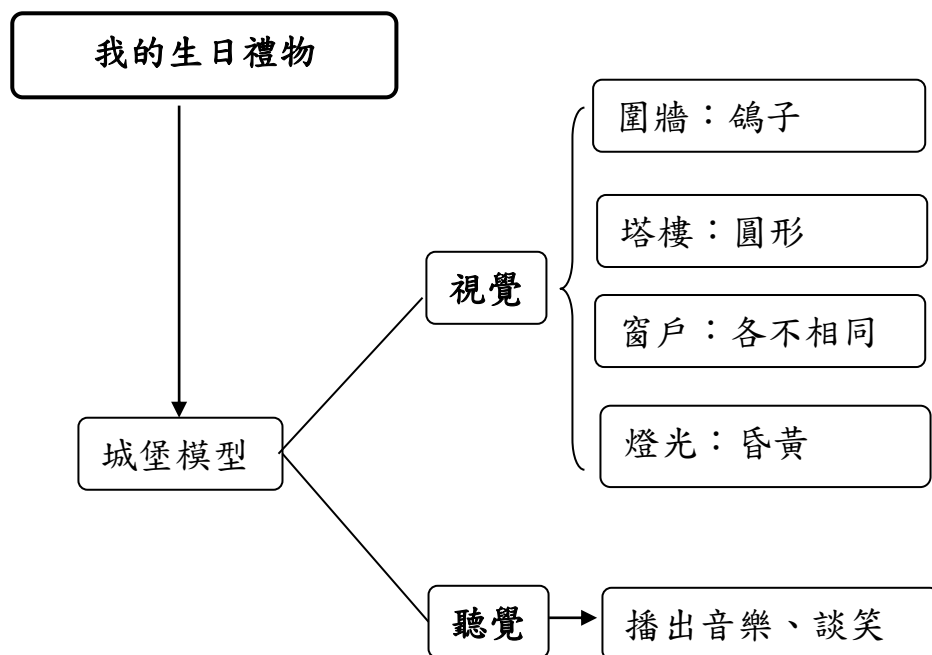 我的生日禮物
圍牆：鴿子
塔樓：圓形
視覺
窗戶：各不相同
城堡模型
燈光：昏黃
聽覺
播出音樂、談笑